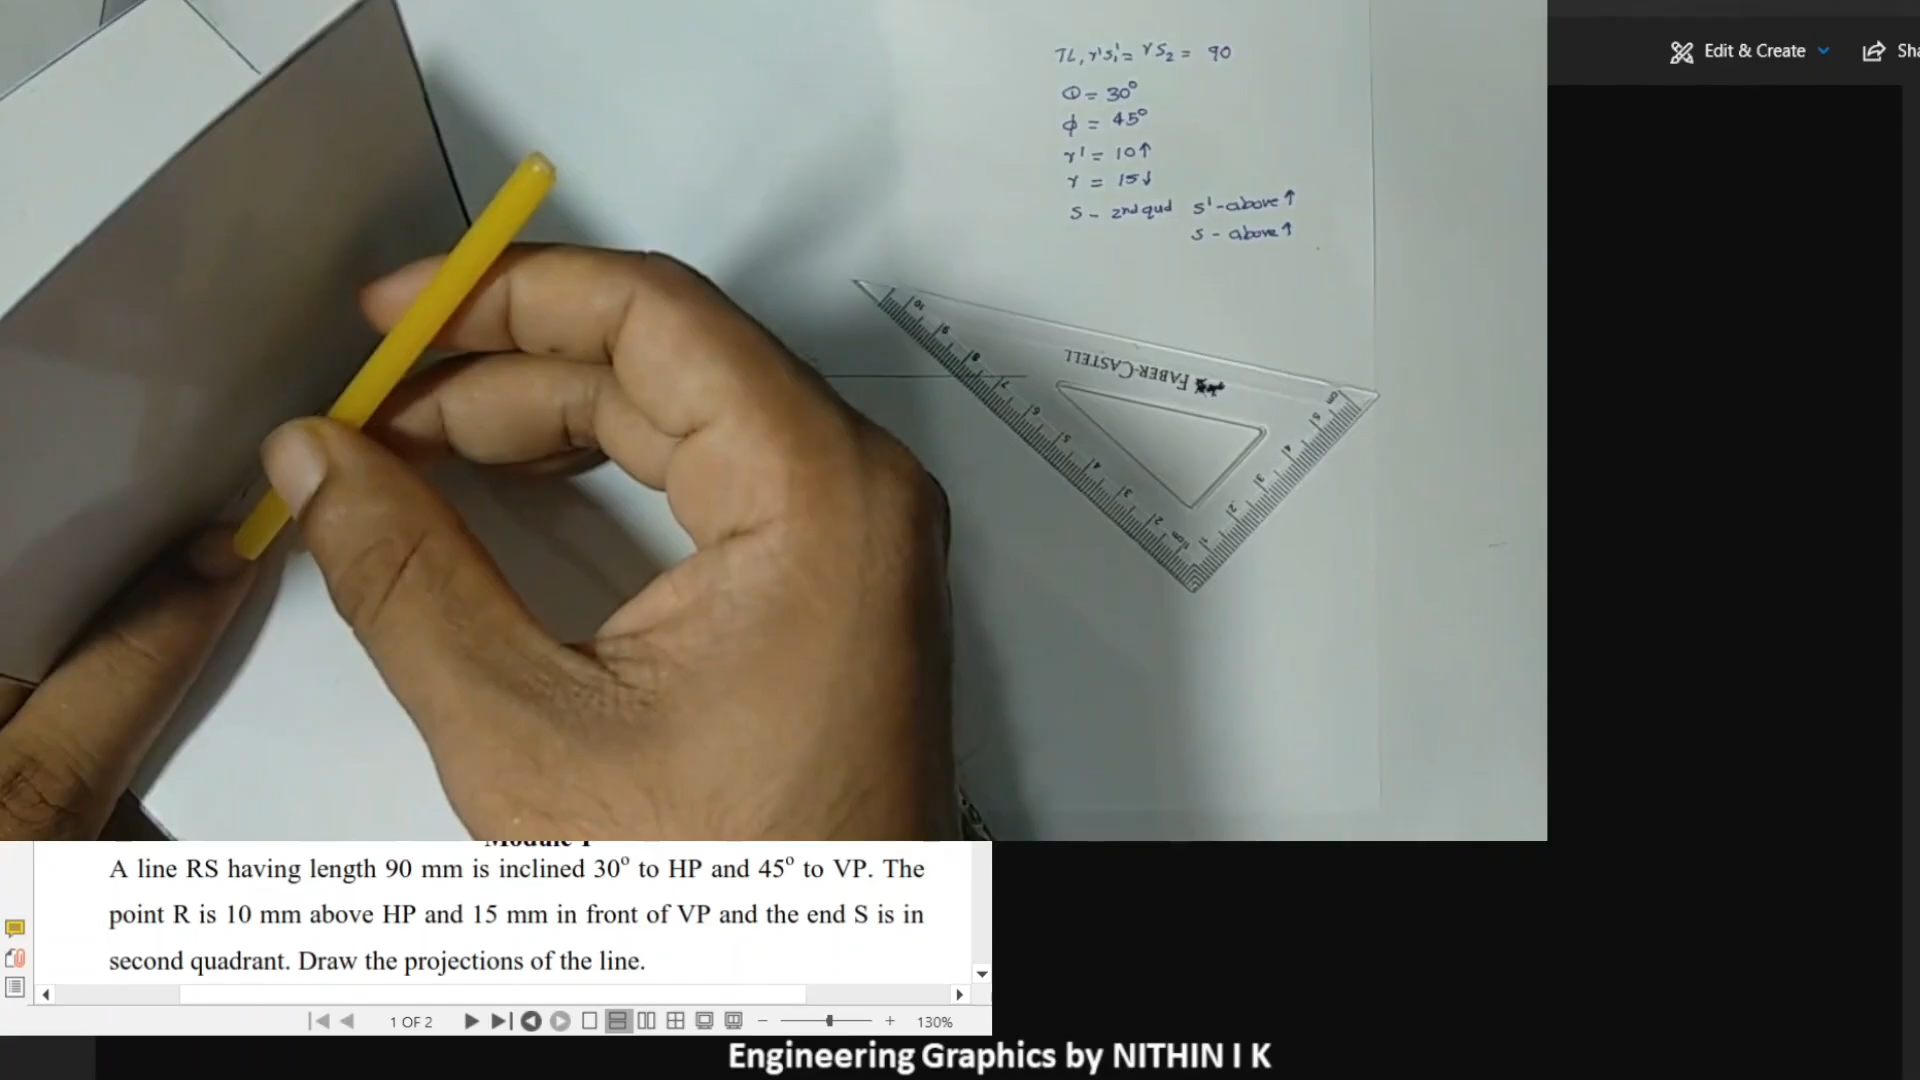 Edit & Create
Sha
TL, r's₁' = rS₂ = 90
Θ = 30°
ϕ = 45°
r' = 10↑
r = 15↓
S - 2nd qud s' - above ↑
s - above ↑
FABER-CASTELL
Module 1
A line RS having length 90 mm is inclined 30° to HP and 45° to VP. The
point R is 10 mm above HP and 15 mm in front of VP and the end S is in
second quadrant. Draw the projections of the line.
1 OF 2
130%
Engineering Graphics by NITHIN I K